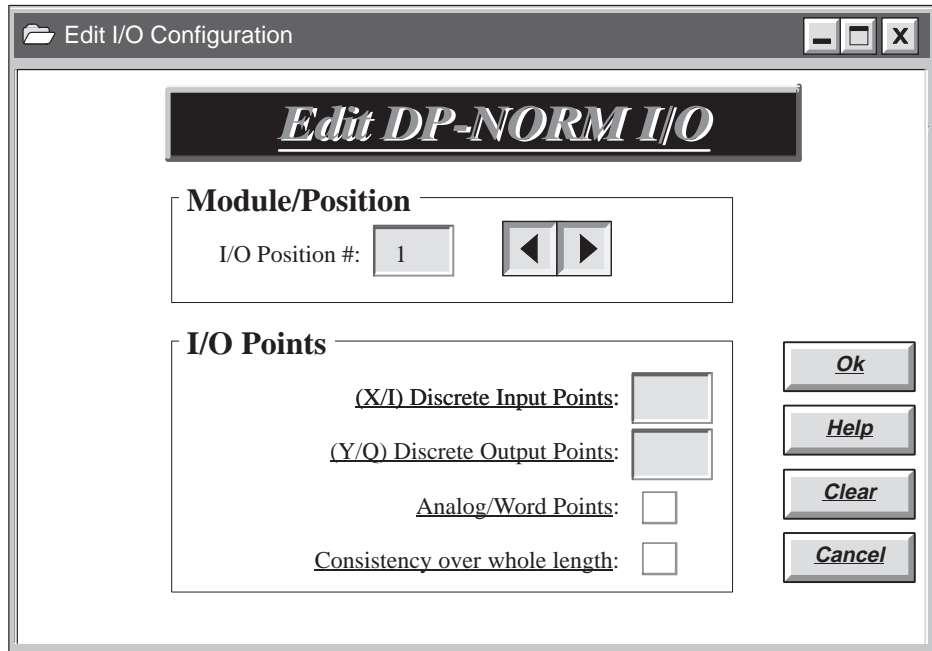 Edit I/O Configuration
X
Edit DP-NORM I/O
Module/Position
I/O Position #: 1
I/O Points
(X/I) Discrete Input Points:
(Y/Q) Discrete Output Points:
Analog/Word Points:
Consistency over whole length:
Ok
Help
Clear
Cancel